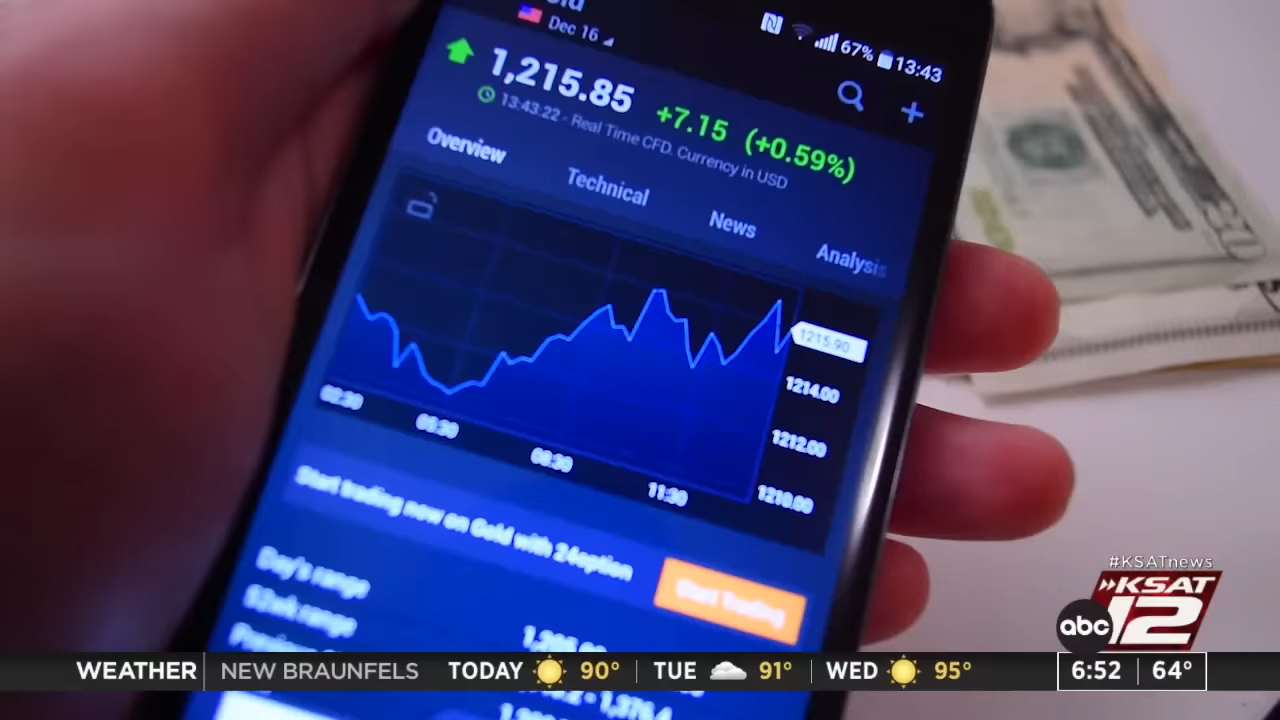 Dec 16
67% 13:43
1,215.85 +7.15 (+0.59%)
13:43:22 - Real Time CFD. Currency in USD
Overview Technical News Analysis
1215.90
1214.00
1212.00
1210.00
02:30 05:30 08:30 11:30
Start trading now on Gold with 24option
Start Trading
Day's range
52wk range
#KSATnews
KSAT
abc 12
WEATHER NEW BRAUNFELS TODAY 90° TUE 91° WED 95° 6:52 64°